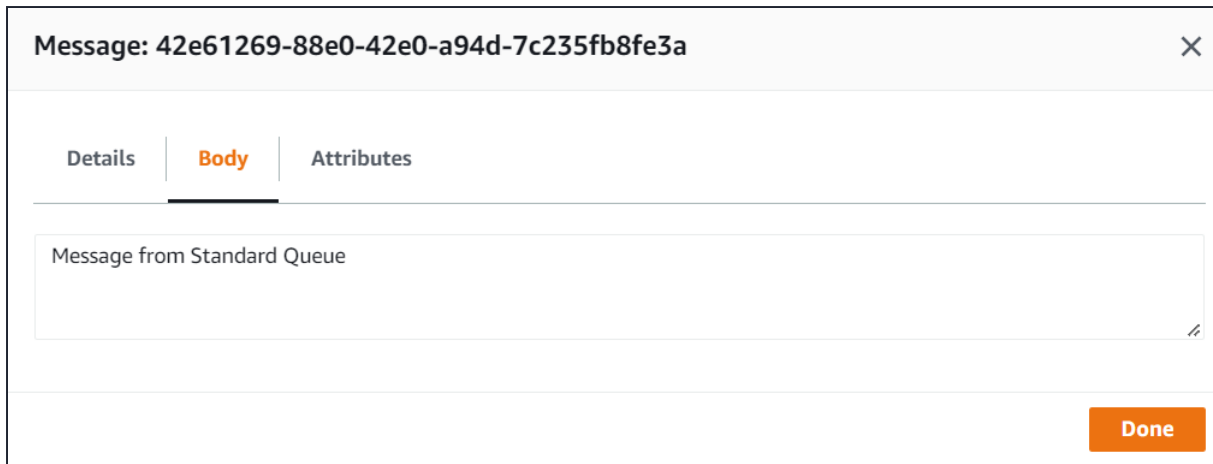 Message: 42e61269-88e0-42e0-a94d-7c235fb8fe3a
Details Body Attributes
Message from Standard Queue
Done